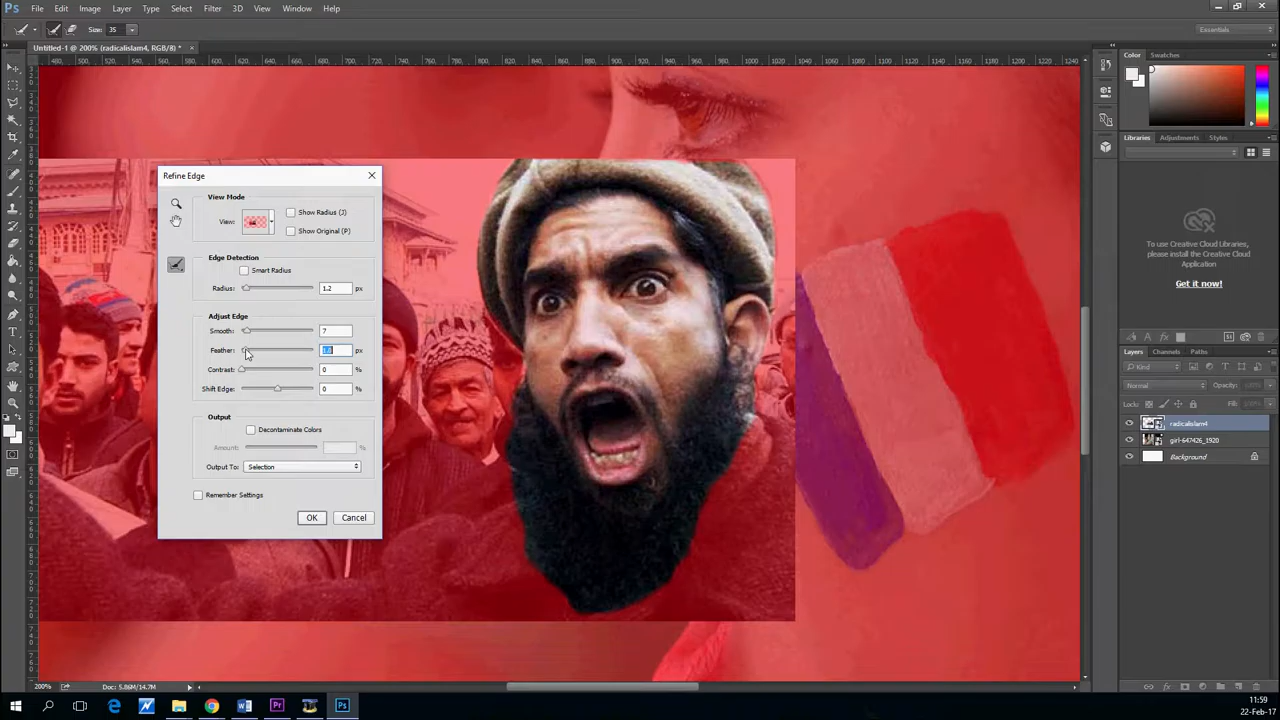 Ps File Edit Image Layer Type Select Filter 3D View Window Help
Size: 35
Essentials
Untitled-1 @ 200% (radicalislam4, RGB/8) *
Color Swatches
Libraries Adjustments Styles
To use Creative Cloud Libraries,
please install the Creative Cloud
Application
Get it now!
Layers Channels Paths
Kind
Normal Opacity:
Lock: Fill:
radicalislam4
girl-647426_1920
Background
Refine Edge
View Mode
View:
Show Radius (J)
Show Original (P)
Edge Detection
Smart Radius
Radius: 1.2 px
Adjust Edge
Smooth: 7
Feather: px
Contrast: 0 %
Shift Edge: 0 %
Output
Decontaminate Colors
Amount: %
Output To: Selection
Remember Settings
OK Cancel
200% Doc: 5.86M/14.7M
11:59
22-Feb-17